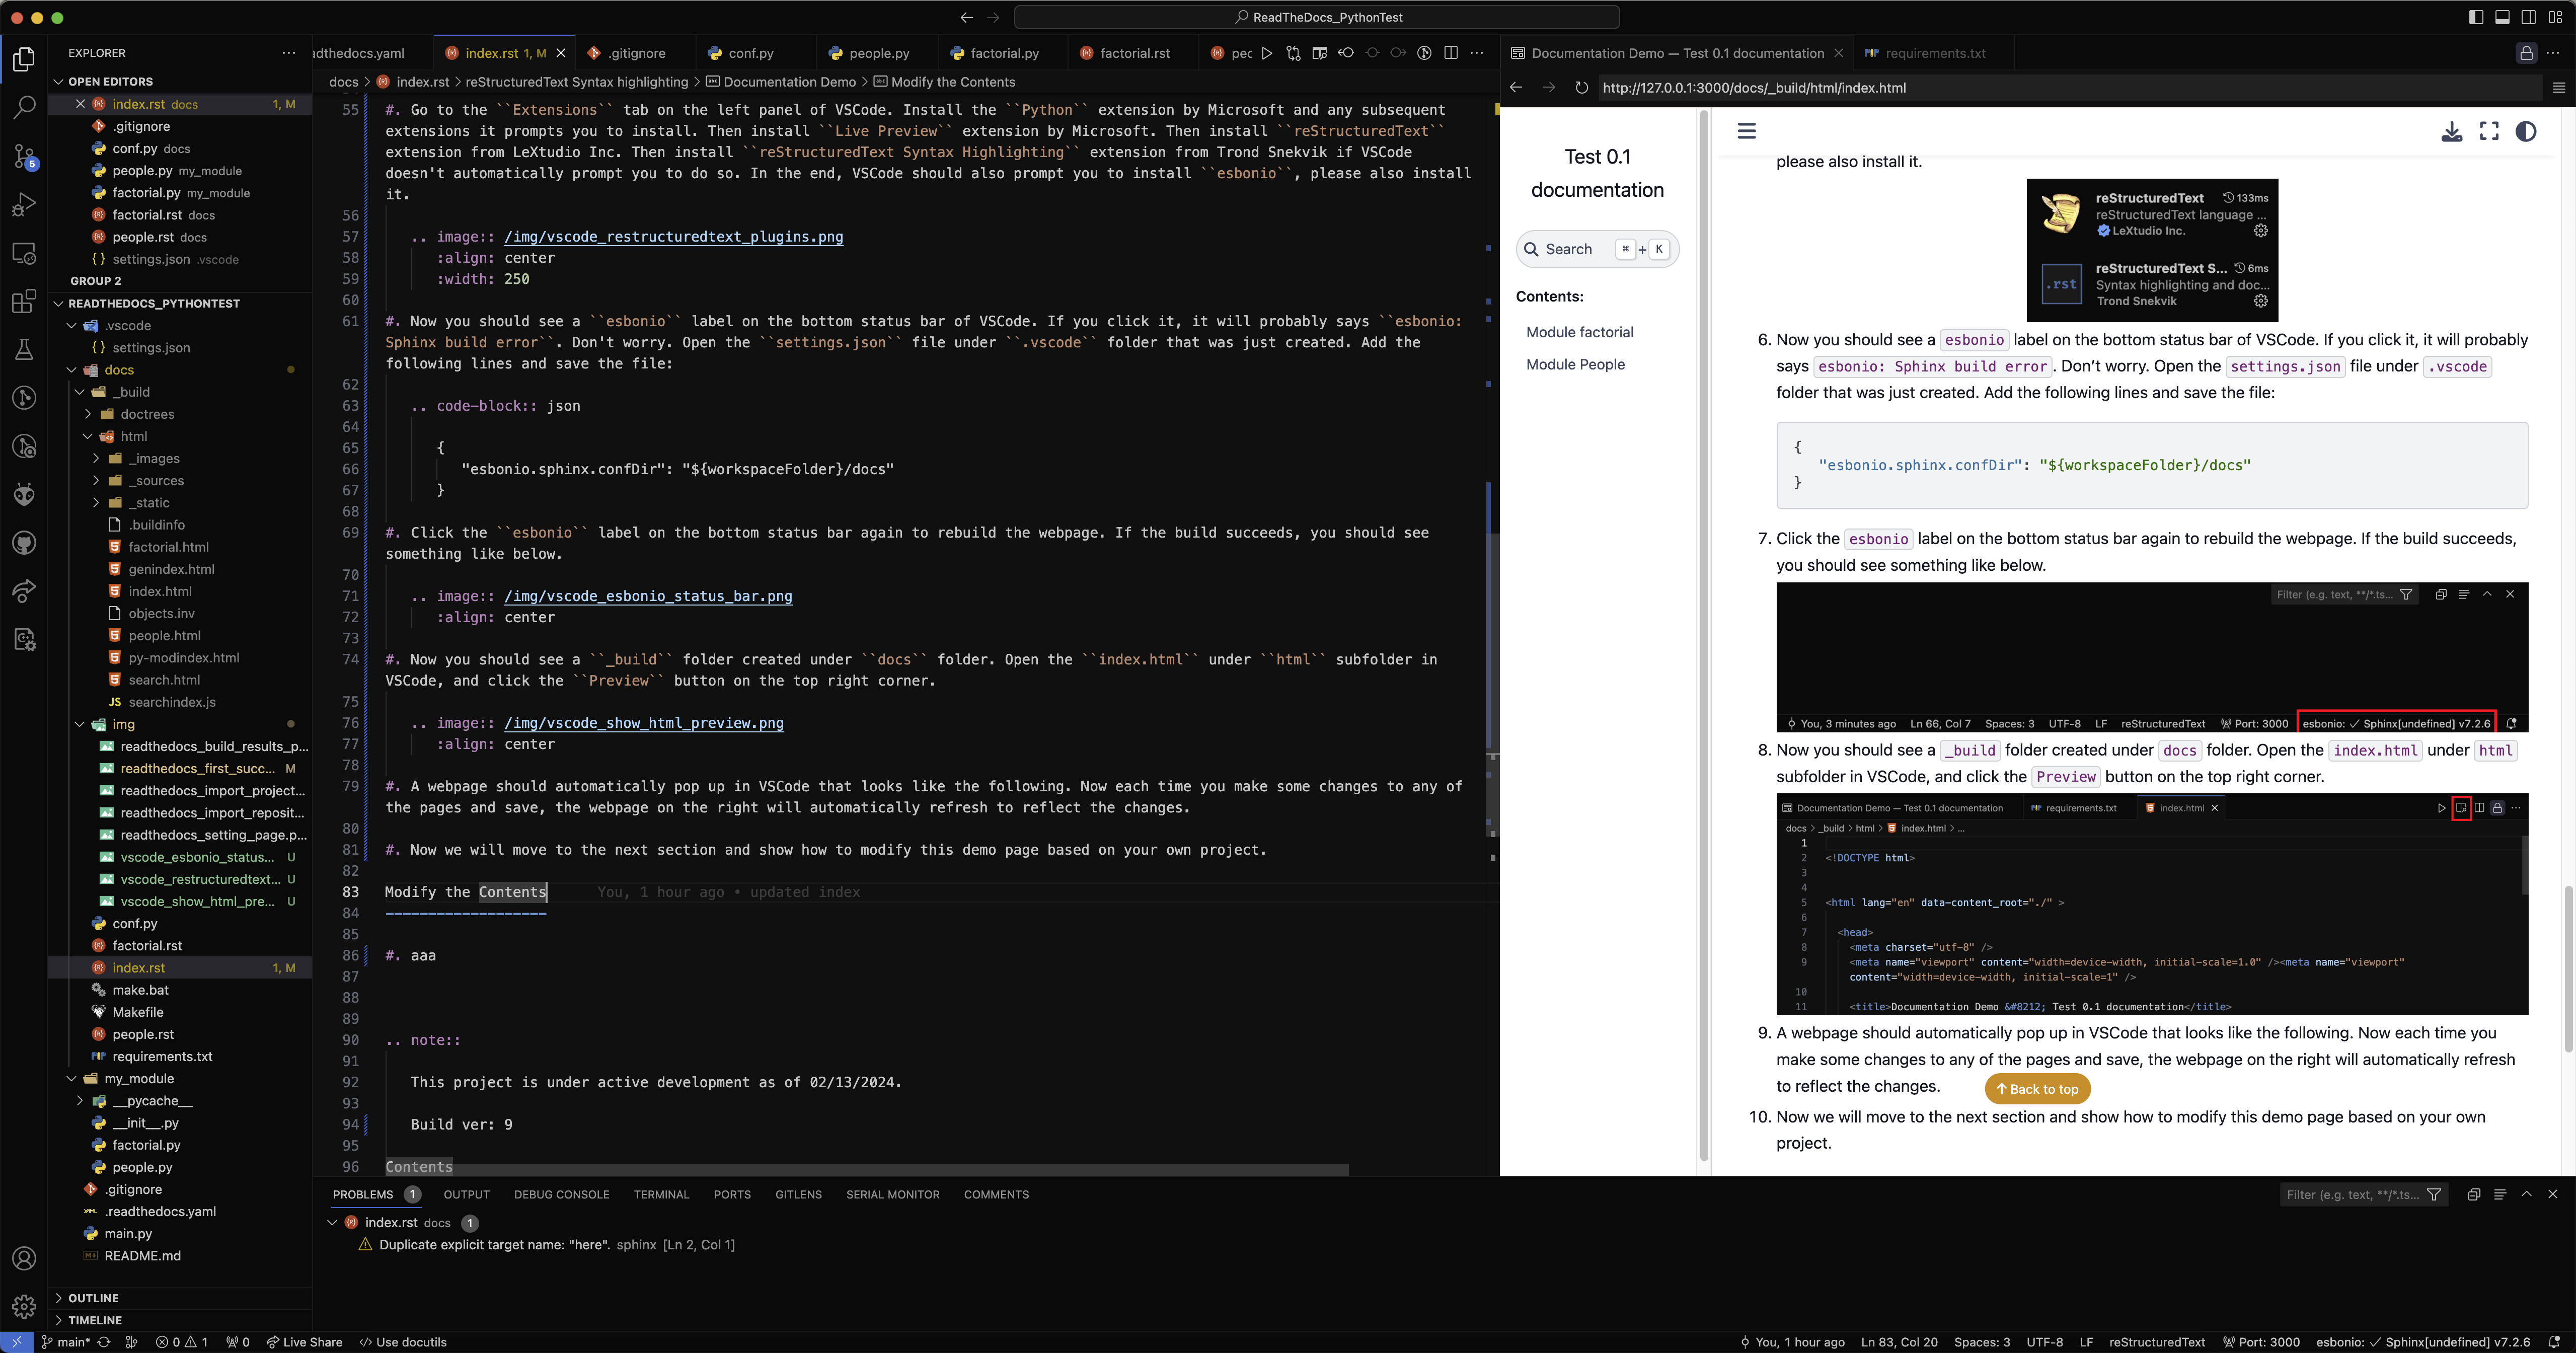 ReadTheDocs_PythonTest
EXPLORER
OPEN EDITORS
index.rst docs 1, M
.gitignore
conf.py docs
people.py my_module
factorial.py my_module
factorial.rst docs
people.rst docs
settings.json .vscode
GROUP 2
READTHEDOCS_PYTHONTEST
.vscode
settings.json
docs
_build
doctrees
html
_images
_sources
_static
.buildinfo
factorial.html
genindex.html
index.html
objects.inv
people.html
py-modindex.html
search.html
searchindex.js
img
readthedocs_build_results_p...
readthedocs_first_succ... M
readthedocs_import_project...
readthedocs_import_reposit...
readthedocs_setting_page.p...
vscode_esbonio_status... U
vscode_restructuredtext... U
vscode_show_html_pre... U
conf.py
factorial.rst
index.rst 1, M
make.bat
Makefile
people.rst
requirements.txt
my_module
__pycache__
__init__.py
factorial.py
people.py
.gitignore
.readthedocs.yaml
main.py
README.md
OUTLINE
TIMELINE
5
adthedocs.yaml index.rst 1, M .gitignore conf.py people.py factorial.py factorial.rst pec
docs > index.rst > reStructuredText Syntax highlighting > Documentation Demo > Modify the Contents
55 #. Go to the ``Extensions`` tab on the left panel of VSCode. Install the ``Python`` extension by Microsoft and any subsequent
extensions it prompts you to install. Then install ``Live Preview`` extension by Microsoft. Then install ``reStructuredText``
extension from LeXtudio Inc. Then install ``reStructuredText Syntax Highlighting`` extension from Trond Snekvik if VSCode
doesn't automatically prompt you to do so. In the end, VSCode should also prompt you to install ``esbonio``, please also install
it.
56
57 .. image:: /img/vscode_restructuredtext_plugins.png
58 :align: center
59 :width: 250
60
61 #. Now you should see a ``esbonio`` label on the bottom status bar of VSCode. If you click it, it will probably says ``esbonio:
Sphinx build error``. Don't worry. Open the ``settings.json`` file under ``.vscode`` folder that was just created. Add the
following lines and save the file:
62
63 .. code-block:: json
64
65 {
66 "esbonio.sphinx.confDir": "${workspaceFolder}/docs"
67 }
68
69 #. Click the ``esbonio`` label on the bottom status bar again to rebuild the webpage. If the build succeeds, you should see
something like below.
70
71 .. image:: /img/vscode_esbonio_status_bar.png
72 :align: center
73
74 #. Now you should see a ``_build`` folder created under ``docs`` folder. Open the ``index.html`` under ``html`` subfolder in
VSCode, and click the ``Preview`` button on the top right corner.
75
76 .. image:: /img/vscode_show_html_preview.png
77 :align: center
78
79 #. A webpage should automatically pop up in VSCode that looks like the following. Now each time you make some changes to any of
the pages and save, the webpage on the right will automatically refresh to reflect the changes.
80
81 #. Now we will move to the next section and show how to modify this demo page based on your own project.
82
83 Modify the Contents You, 1 hour ago • updated index
84 -------------------
85
86 #. aaa
87
88
89
90 .. note::
91
92 This project is under active development as of 02/13/2024.
93
94 Build ver: 9
95
96 Contents
Documentation Demo — Test 0.1 documentation requirements.txt
http://127.0.0.1:3000/docs/_build/html/index.html
Test 0.1
documentation
Search ⌘ + K
Contents:
Module factorial
Module People
please also install it.
reStructuredText 133ms
reStructuredText language ...
LeXtudio Inc.
.rst
reStructuredText S... 6ms
Syntax highlighting and doc...
Trond Snekvik
6. Now you should see a esbonio label on the bottom status bar of VSCode. If you click it, it will probably
says esbonio: Sphinx build error. Don’t worry. Open the settings.json file under .vscode
folder that was just created. Add the following lines and save the file:
{
"esbonio.sphinx.confDir": "${workspaceFolder}/docs"
}
7. Click the esbonio label on the bottom status bar again to rebuild the webpage. If the build succeeds,
you should see something like below.
Filter (e.g. text, **/*.ts...
You, 3 minutes ago Ln 66, Col 7 Spaces: 3 UTF-8 LF reStructuredText Port: 3000 esbonio: ✓ Sphinx[undefined] v7.2.6
8. Now you should see a _build folder created under docs folder. Open the index.html under html
subfolder in VSCode, and click the Preview button on the top right corner.
Documentation Demo — Test 0.1 documentation requirements.txt index.html
docs > _build > html > index.html > ...
1
2 <!DOCTYPE html>
3
4
5 <html lang="en" data-content_root="./" >
6
7 <head>
8 <meta charset="utf-8" />
9 <meta name="viewport" content="width=device-width, initial-scale=1.0" /><meta name="viewport"
content="width=device-width, initial-scale=1" />
10
11 <title>Documentation Demo &#8212; Test 0.1 documentation</title>
9. A webpage should automatically pop up in VSCode that looks like the following. Now each time you
make some changes to any of the pages and save, the webpage on the right will automatically refresh
to reflect the changes.
↑ Back to top
10. Now we will move to the next section and show how to modify this demo page based on your own
project.
PROBLEMS 1 OUTPUT DEBUG CONSOLE TERMINAL PORTS GITLENS SERIAL MONITOR COMMENTS
Filter (e.g. text, **/*.ts...
index.rst docs 1
Duplicate explicit target name: "here". sphinx [Ln 2, Col 1]
main* 0 1 0 Live Share Use docutils
You, 1 hour ago Ln 83, Col 20 Spaces: 3 UTF-8 LF reStructuredText Port: 3000 esbonio: ✓ Sphinx[undefined] v7.2.6